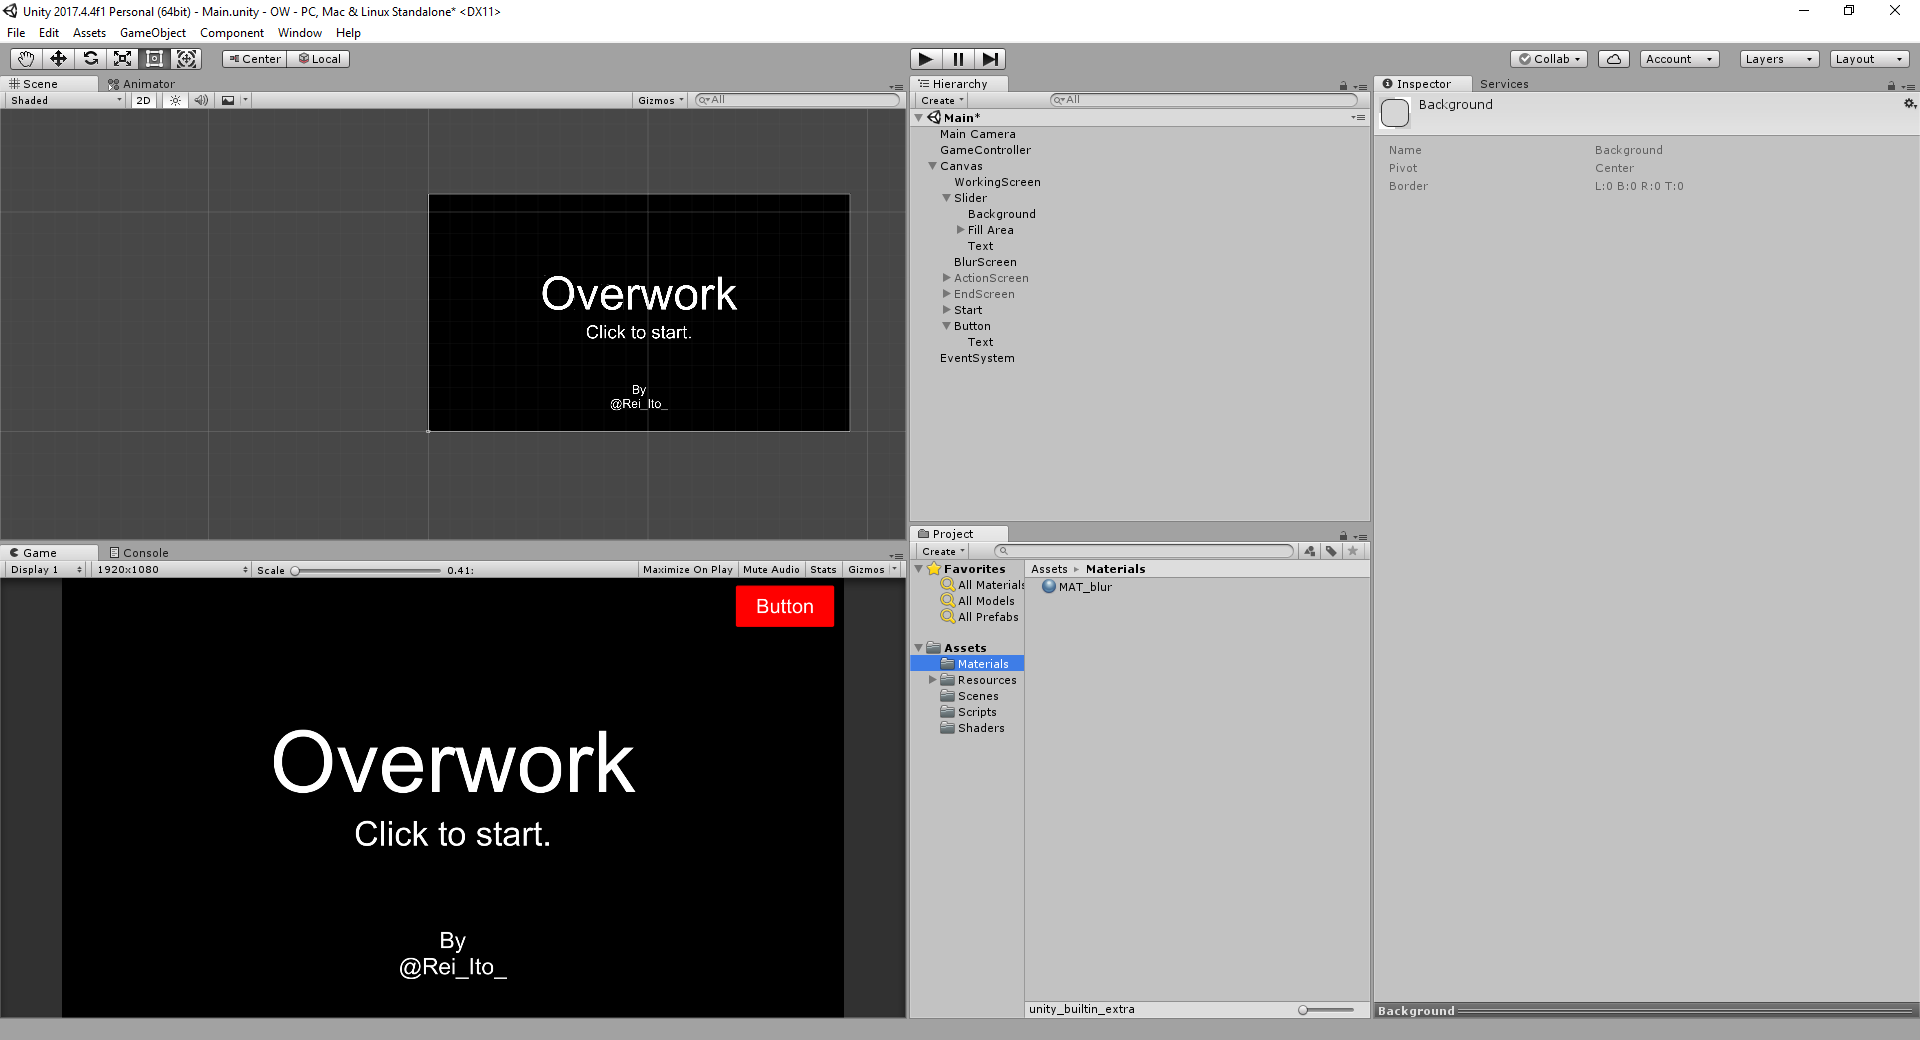 Unity 2017.4.4f1 Personal (64bit) - Main.unity - OW - PC, Mac & Linux Standalone* <DX11>
File Edit Assets GameObject Component Window Help
Center Local
Collab Account Layers Layout
Scene Animator
Shaded 2D Gizmos All
Overwork
Click to start.
By
@Rei_Ito_
Game Console
Display 1 1920x1080 Scale 0.41: Maximize On Play Mute Audio Stats Gizmos
Button
Overwork
Click to start.
By
@Rei_Ito_
Hierarchy
Create All
Main*
Main Camera
GameController
Canvas
WorkingScreen
Slider
Background
Fill Area
Text
BlurScreen
ActionScreen
EndScreen
Start
Button
Text
EventSystem
Project
Create
Favorites
All Materials
All Models
All Prefabs
Assets
Materials
Resources
Scenes
Scripts
Shaders
Assets Materials
MAT_blur
unity_builtin_extra
Inspector Services
Background
Name Background
Pivot Center
Border L:0 B:0 R:0 T:0
Background